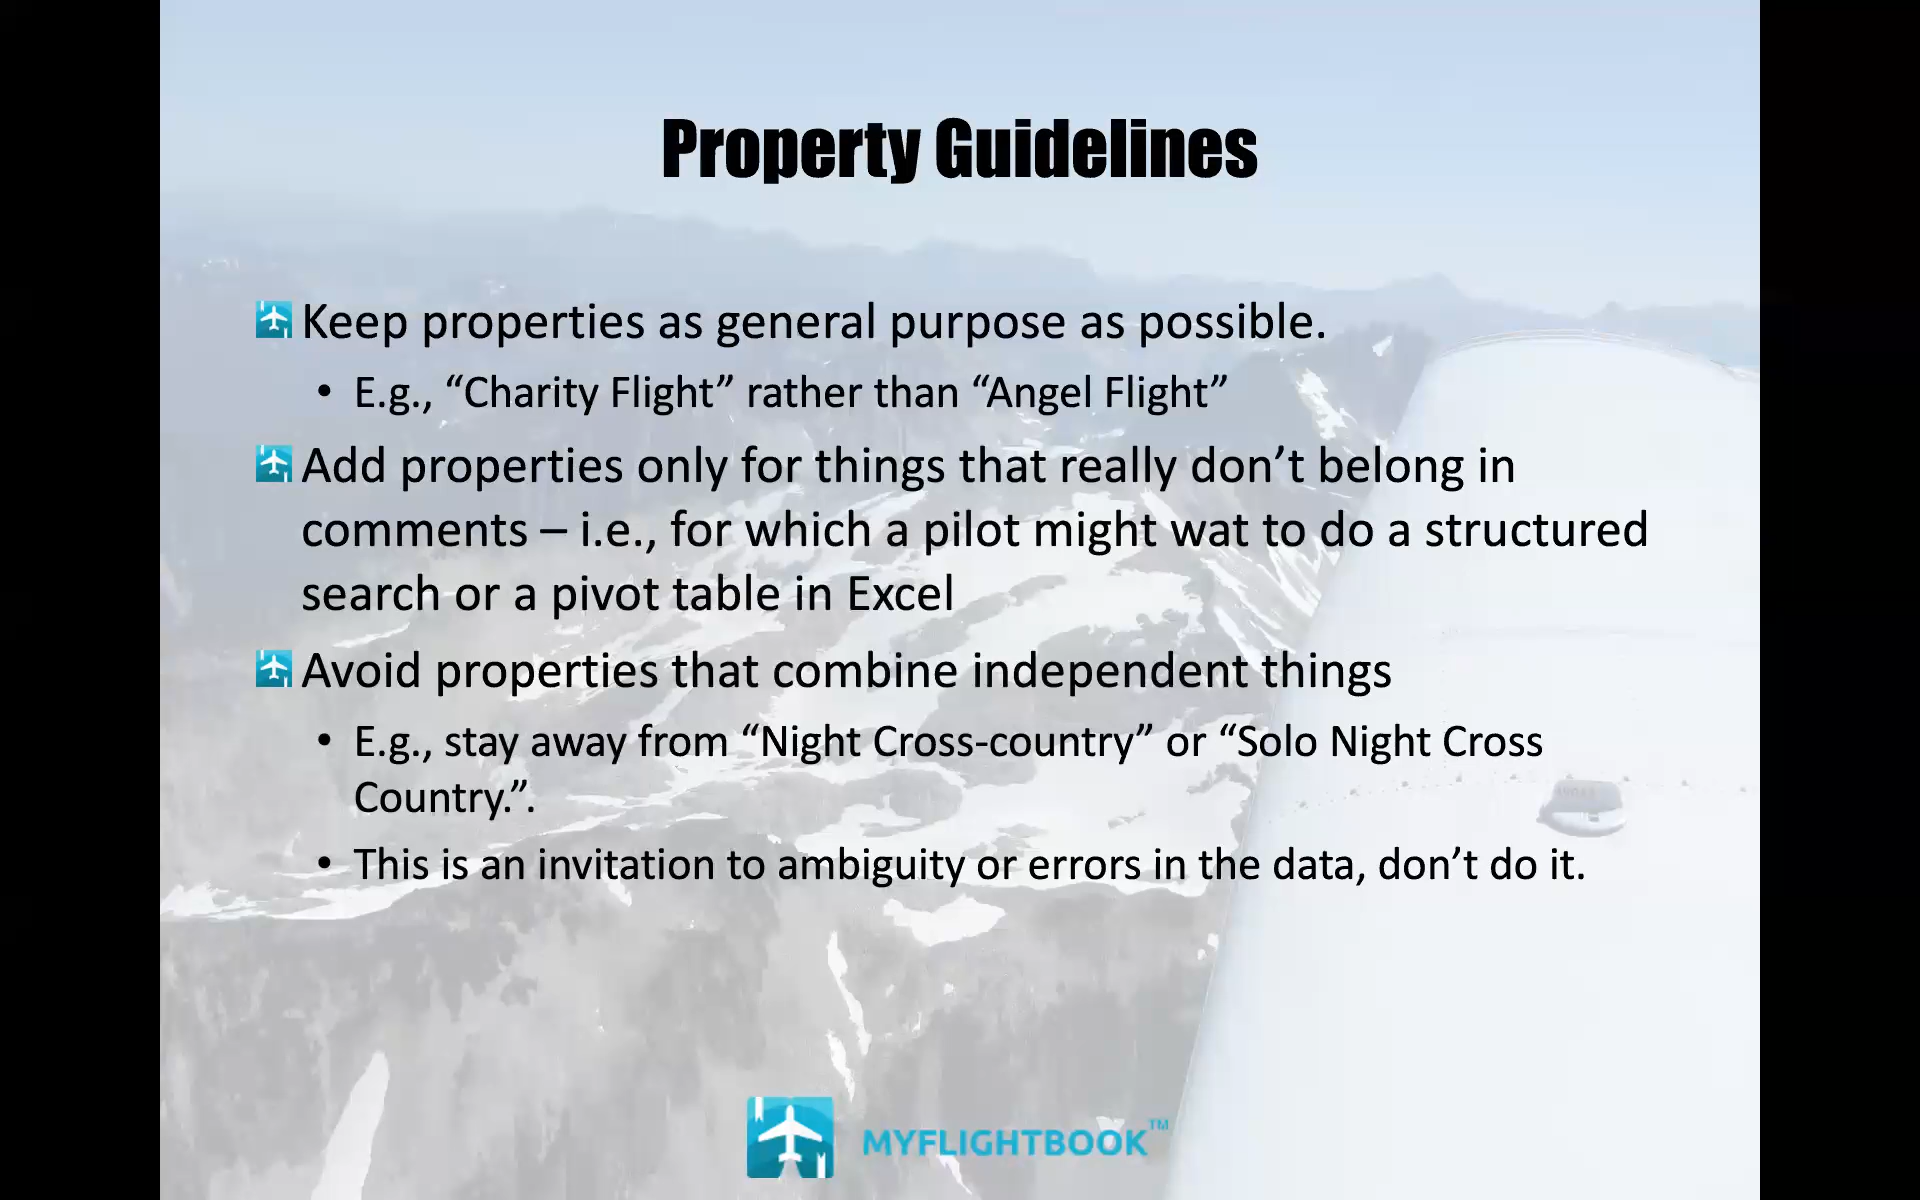 Property Guidelines
Keep properties as general purpose as possible.
• E.g., “Charity Flight” rather than “Angel Flight”
Add properties only for things that really don’t belong in
comments – i.e., for which a pilot might wat to do a structured
search or a pivot table in Excel
Avoid properties that combine independent things
• E.g., stay away from “Night Cross-country” or “Solo Night Cross
Country.”.
• This is an invitation to ambiguity or errors in the data, don’t do it.
MYFLIGHTBOOK™